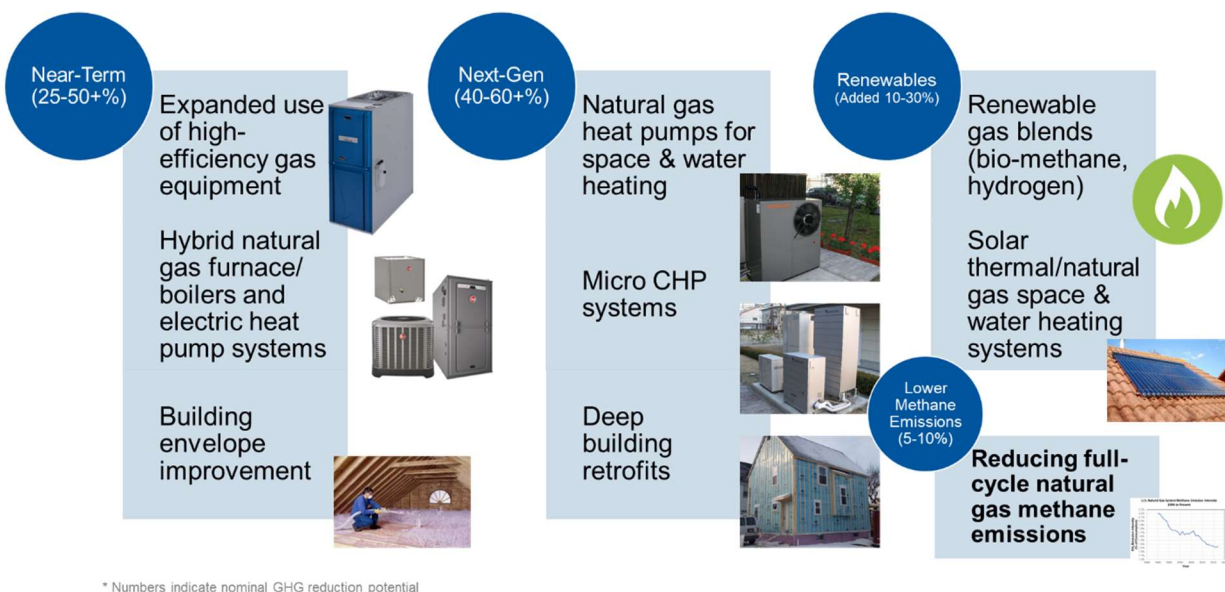 Near-Term
(25-50+%)
Expanded use
of high-
efficiency gas
equipment
Hybrid natural
gas furnace/
boilers and
electric heat
pump systems
Building
envelope
improvement
Next-Gen
(40-60+%)
Natural gas
heat pumps for
space & water
heating
Micro CHP
systems
Deep
building
retrofits
Renewables
(Added 10-30%)
Renewable
gas blends
(bio-methane,
hydrogen)
Solar
thermal/natural
gas space &
water heating
systems
Lower
Methane
Emissions
(5-10%)
Reducing full-
cycle natural
gas methane
emissions
* Numbers indicate nominal GHG reduction potential